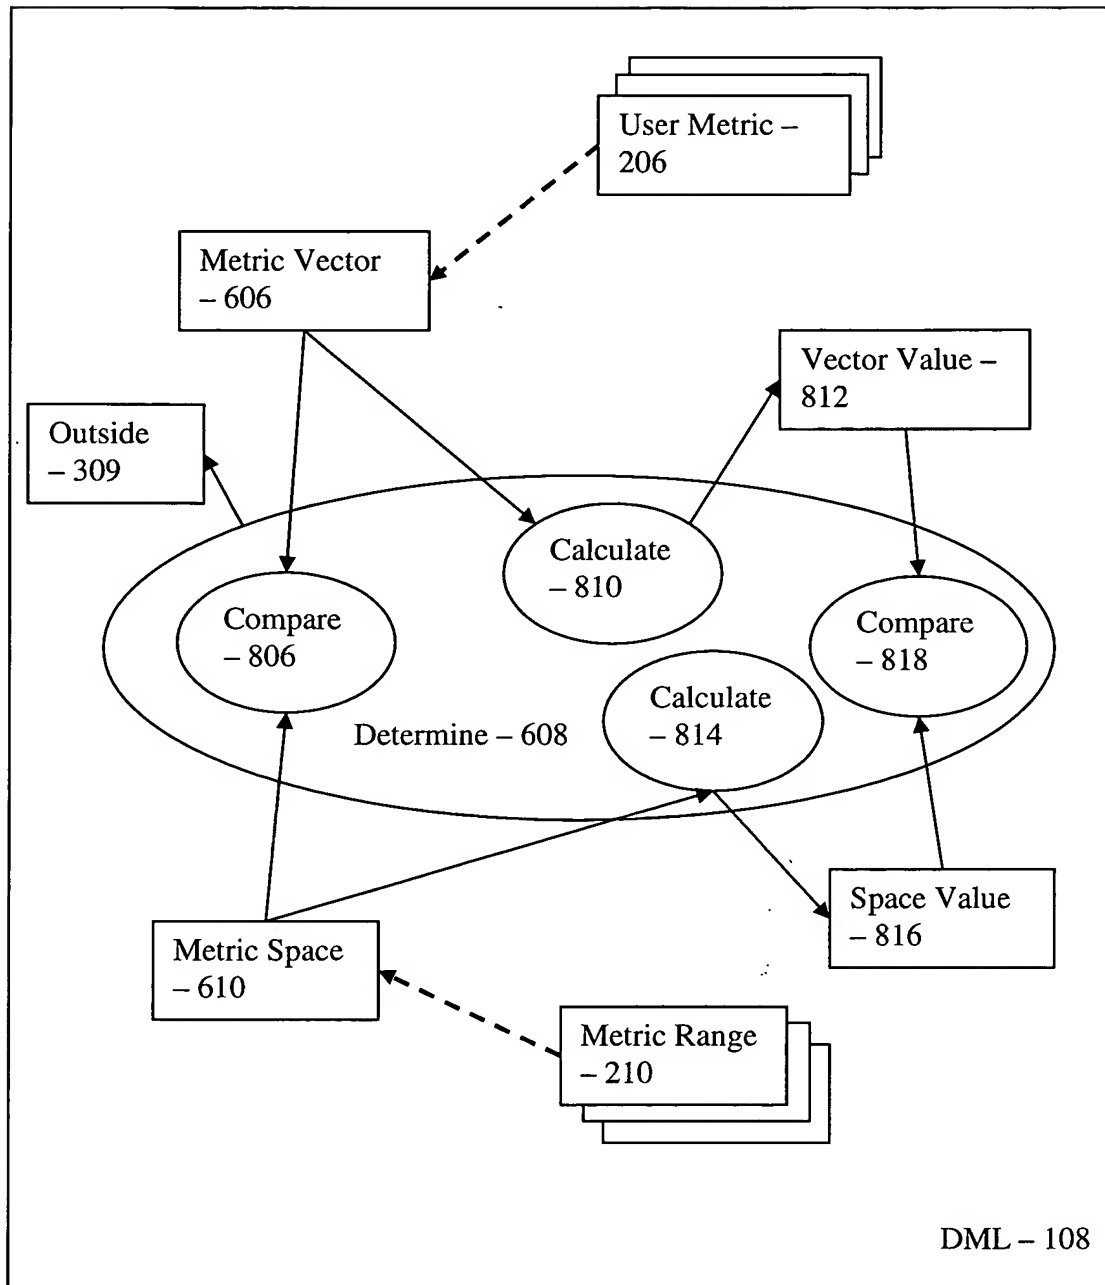 User Metric –
206
Metric Vector
– 606
Vector Value –
812
Outside
– 309
Calculate
– 810
Compare
– 806
Compare
– 818
Calculate
– 814
Determine – 608
Space Value
– 816
Metric Space
– 610
Metric Range
– 210
DML – 108